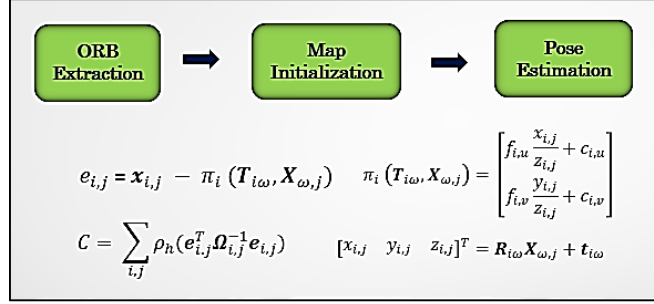 ORB
Extraction
Map
Initialization
Pose
Estimation
e_{i,j} = x_{i,j} − π_i (T_{iω}, X_{ω,j})
π_i (T_{iω}, X_{ω,j}) = [f_{i,u} x_{i,j}/z_{i,j} + c_{i,u}
f_{i,v} y_{i,j}/z_{i,j} + c_{i,v}]
C = ∑_{i,j} ρ_h(e_{i,j}^T Ω_{i,j}^{-1} e_{i,j})
[x_{i,j} y_{i,j} z_{i,j}]^T = R_{iω}X_{ω,j} + t_{iω}